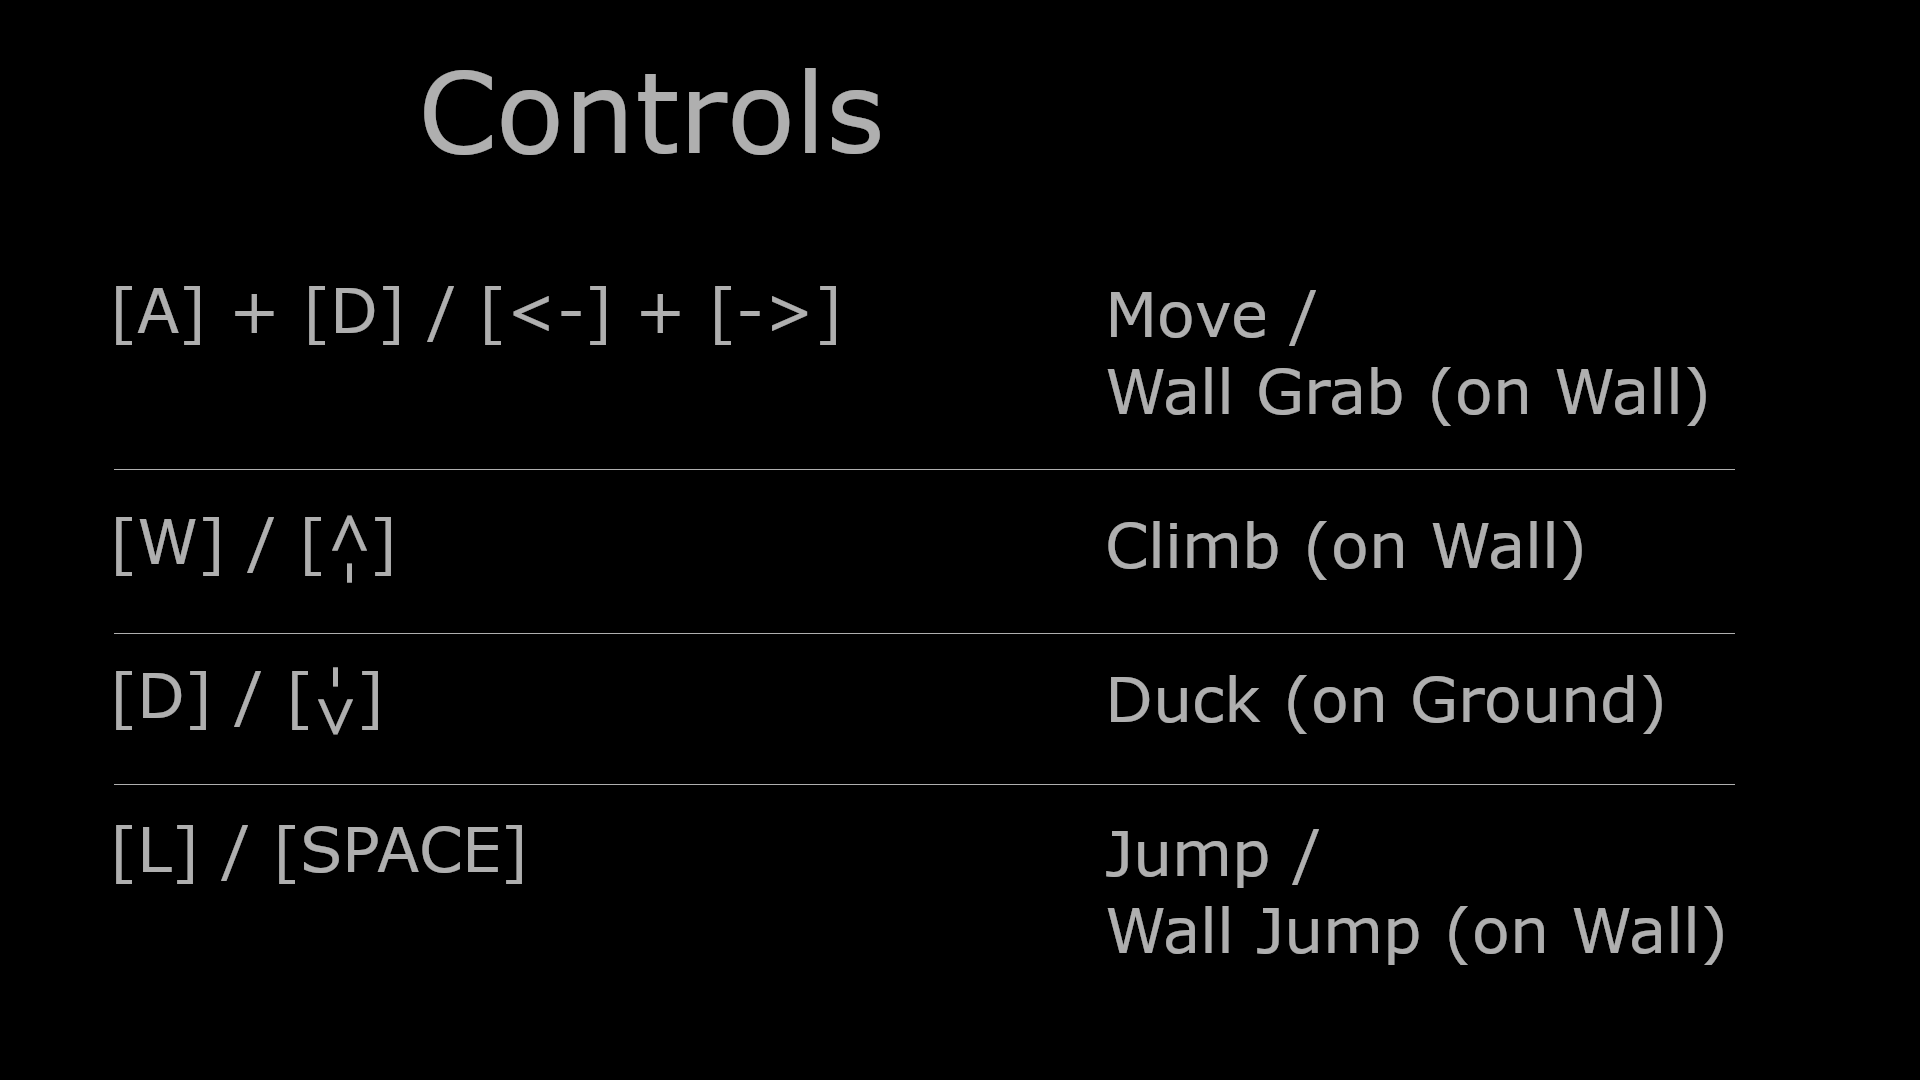 Controls
[A] + [D] / [<-] + [->]
Move /
Wall Grab (on Wall)
[W] / [^¦]
Climb (on Wall)
[D] / [v]
Duck (on Ground)
[L] / [SPACE]
Jump /
Wall Jump (on Wall)